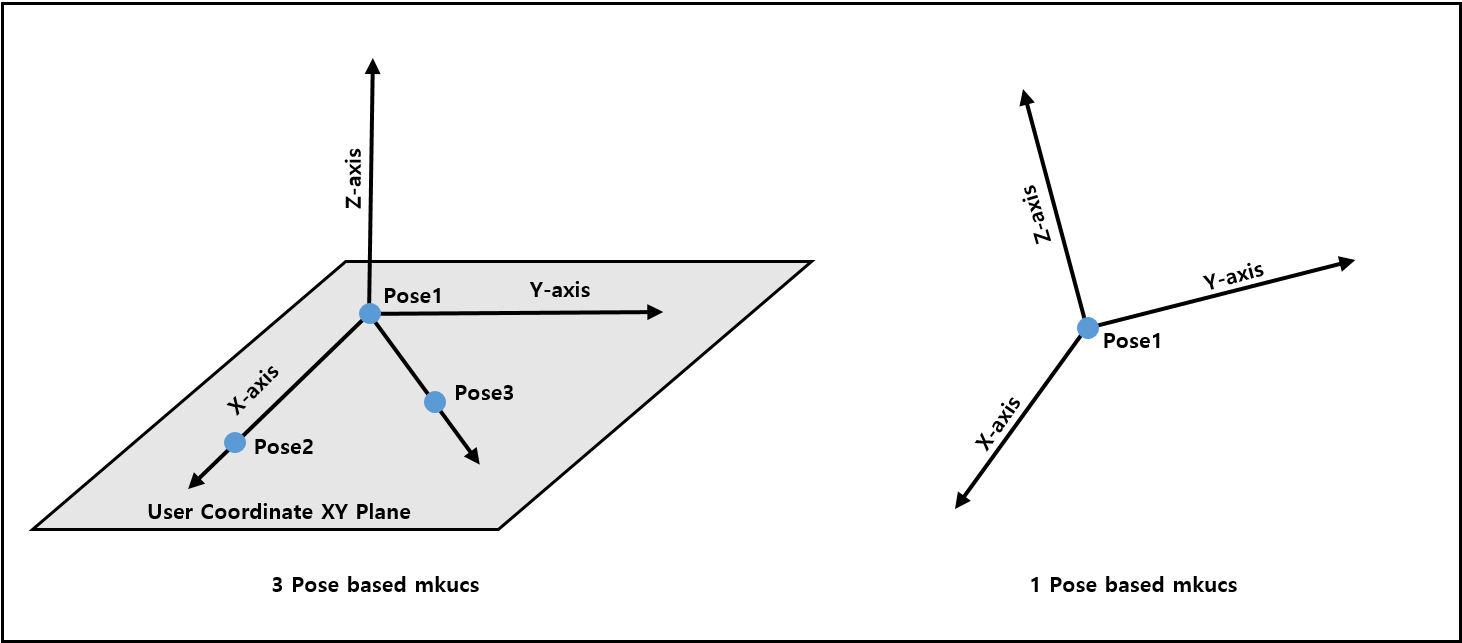 Z-axis
Pose1
Y-axis
X-axis
Pose3
Pose2
User Coordinate XY Plane
3 Pose based mkucs
Z-axis
Y-axis
Pose1
X-axis
1 Pose based mkucs